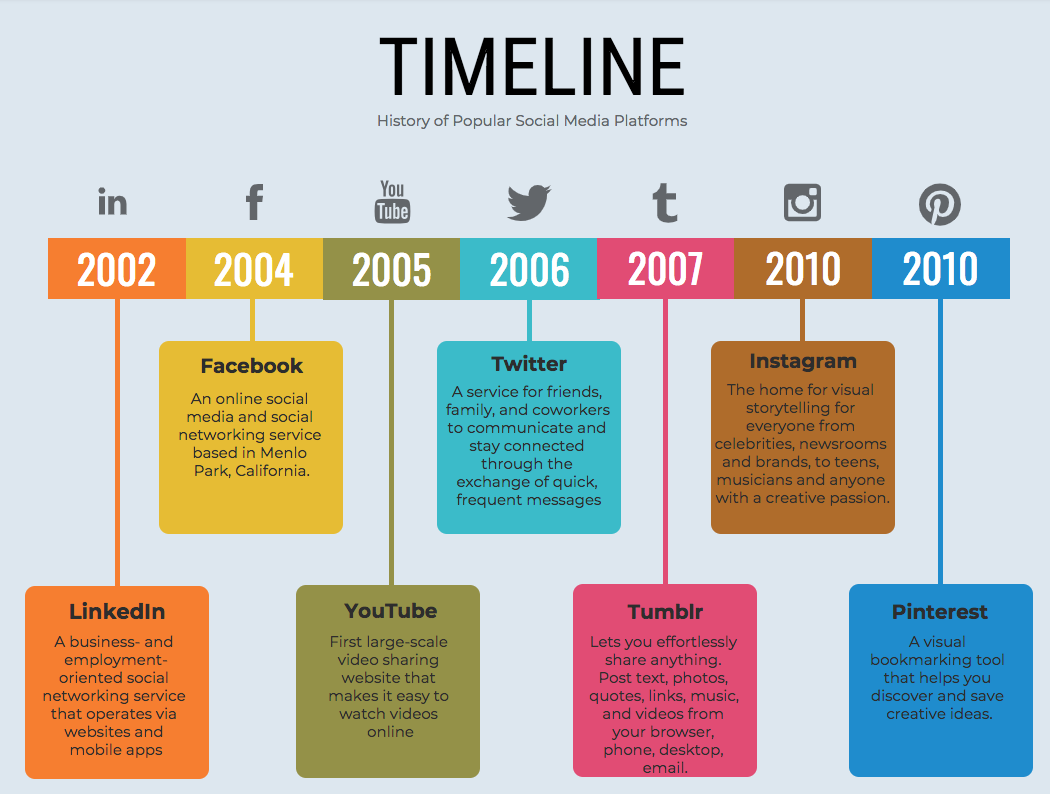 TIMELINE
History of Popular Social Media Platforms
in
f
You
Tube
t
2002
2004
2005
2006
2007
2010
2010
Facebook
An online social
media and social
networking service
based in Menlo
Park, California.
Twitter
A service for friends,
family, and coworkers
to communicate and
stay connected
through the
exchange of quick,
frequent messages
Instagram
The home for visual
storytelling for
everyone from
celebrities, newsrooms
and brands, to teens,
musicians and anyone
with a creative passion.
LinkedIn
A business- and
employment-
oriented social
networking service
that operates via
websites and
mobile apps
YouTube
First large-scale
video sharing
website that
makes it easy to
watch videos
online
Tumblr
Lets you effortlessly
share anything.
Post text, photos,
quotes, links, music,
and videos from
your browser,
phone, desktop,
email.
Pinterest
A visual
bookmarking tool
that helps you
discover and save
creative ideas.